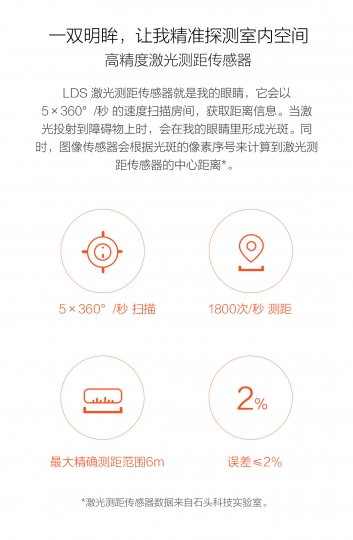 一双明眸，让我精准探测室内空间
高精度激光测距传感器
LDS 激光测距传感器就是我的眼睛，它会以
5×360°/秒 的速度扫描房间，获取距离信息。当激
光投射到障碍物上时，会在我的眼睛里形成光斑。同
时，图像传感器会根据光斑的像素序号来计算到激光测
距传感器的中心距离*。
5×360°/秒 扫描
1800次/秒 测距
2%
最大精确测距范围6m
误差≤2%
*激光测距传感器数据来自石头科技实验室。